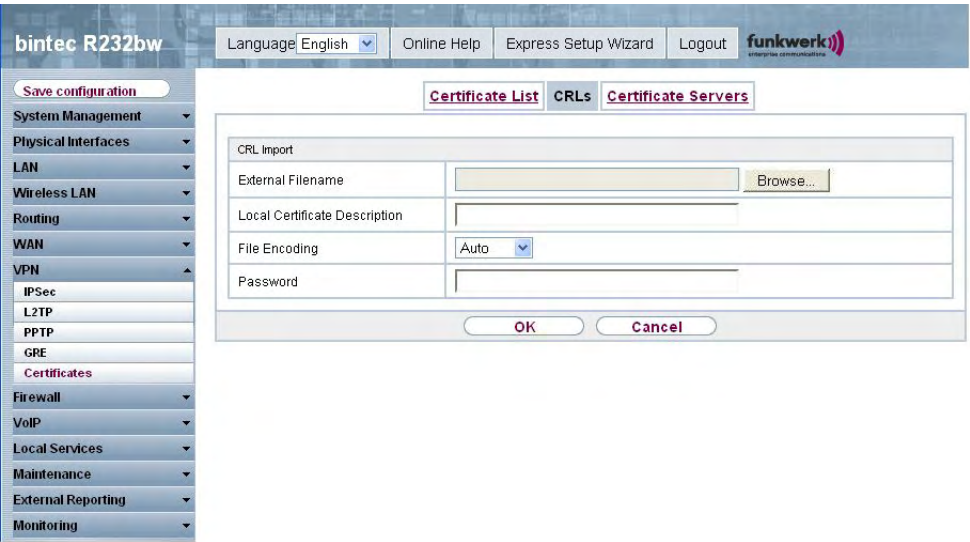 bintec R232bw
Language English
Online Help
Express Setup Wizard
Logout
funkwerk
enterprise communications
Save configuration
System Management
Physical Interfaces
LAN
Wireless LAN
Routing
WAN
VPN
IPSec
L2TP
PPTP
GRE
Certificates
Firewall
VoIP
Local Services
Maintenance
External Reporting
Monitoring
Certificate List
CRLs
Certificate Servers
CRL Import
External Filename
Browse...
Local Certificate Description
File Encoding
Auto
Password
OK
Cancel